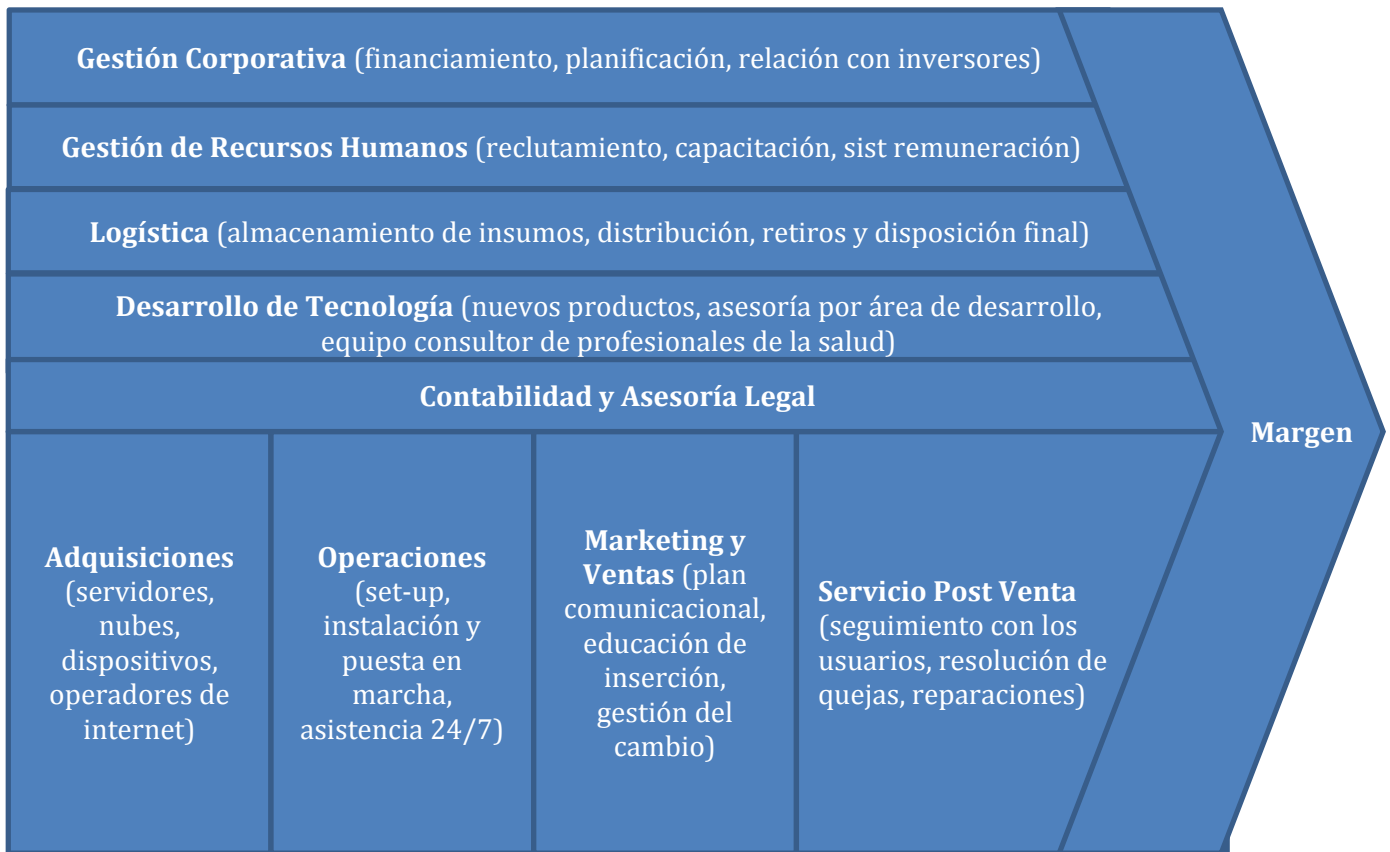 Gestión Corporativa (financiamiento, planificación, relación con inversores)
Gestión de Recursos Humanos (reclutamiento, capacitación, sist remuneración)
Logística (almacenamiento de insumos, distribución, retiros y disposición final)
Desarrollo de Tecnología (nuevos productos, asesoría por área de desarrollo,
equipo consultor de profesionales de la salud)
Contabilidad y Asesoría Legal
Adquisiciones
(servidores,
nubes,
dispositivos,
operadores de
internet)
Operaciones
(set-up,
instalación y
puesta en
marcha,
asistencia 24/7)
Marketing y
Ventas (plan
comunicacional,
educación de
inserción,
gestión del
cambio)
Servicio Post Venta
(seguimiento con los
usuarios, resolución de
quejas, reparaciones)
Margen